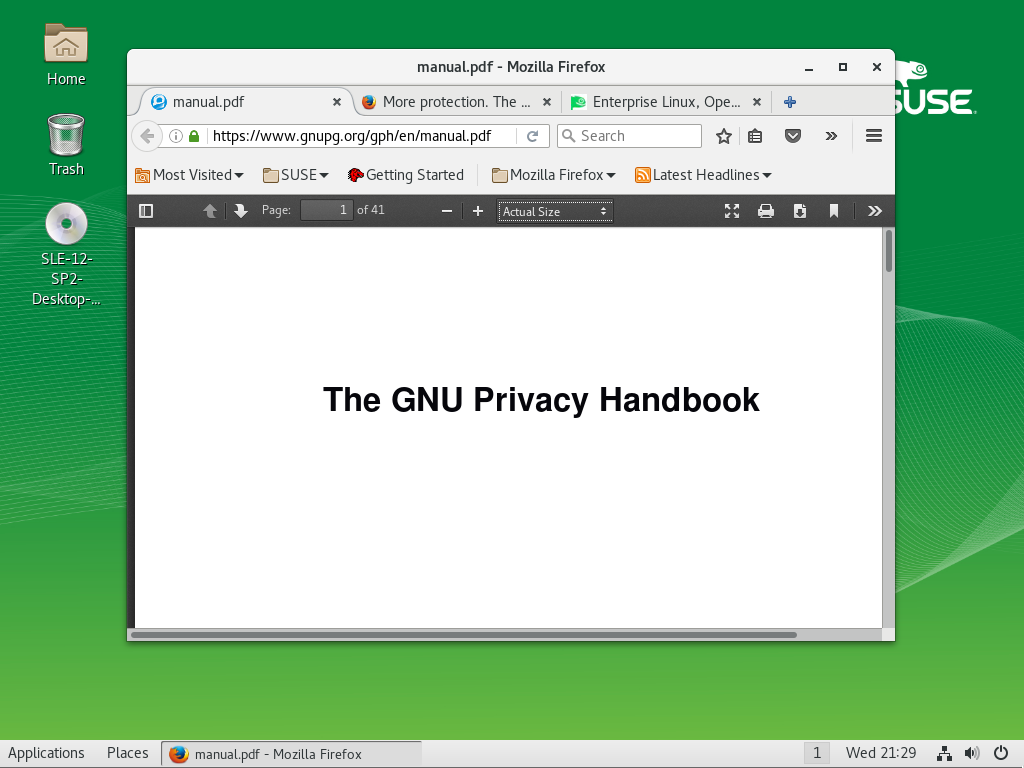 Home
Trash
SLE-12-
SP2-
Desktop-...
SUSE
manual.pdf - Mozilla Firefox
manual.pdf
More protection. The ...
Enterprise Linux, Ope...
https://www.gnupg.org/gph/en/manual.pdf
Search
Most Visited
SUSE
Getting Started
Mozilla Firefox
Latest Headlines
Page: 1 of 41
Actual Size
The GNU Privacy Handbook
Applications
Places
manual.pdf - Mozilla Firefox
1
Wed 21:29